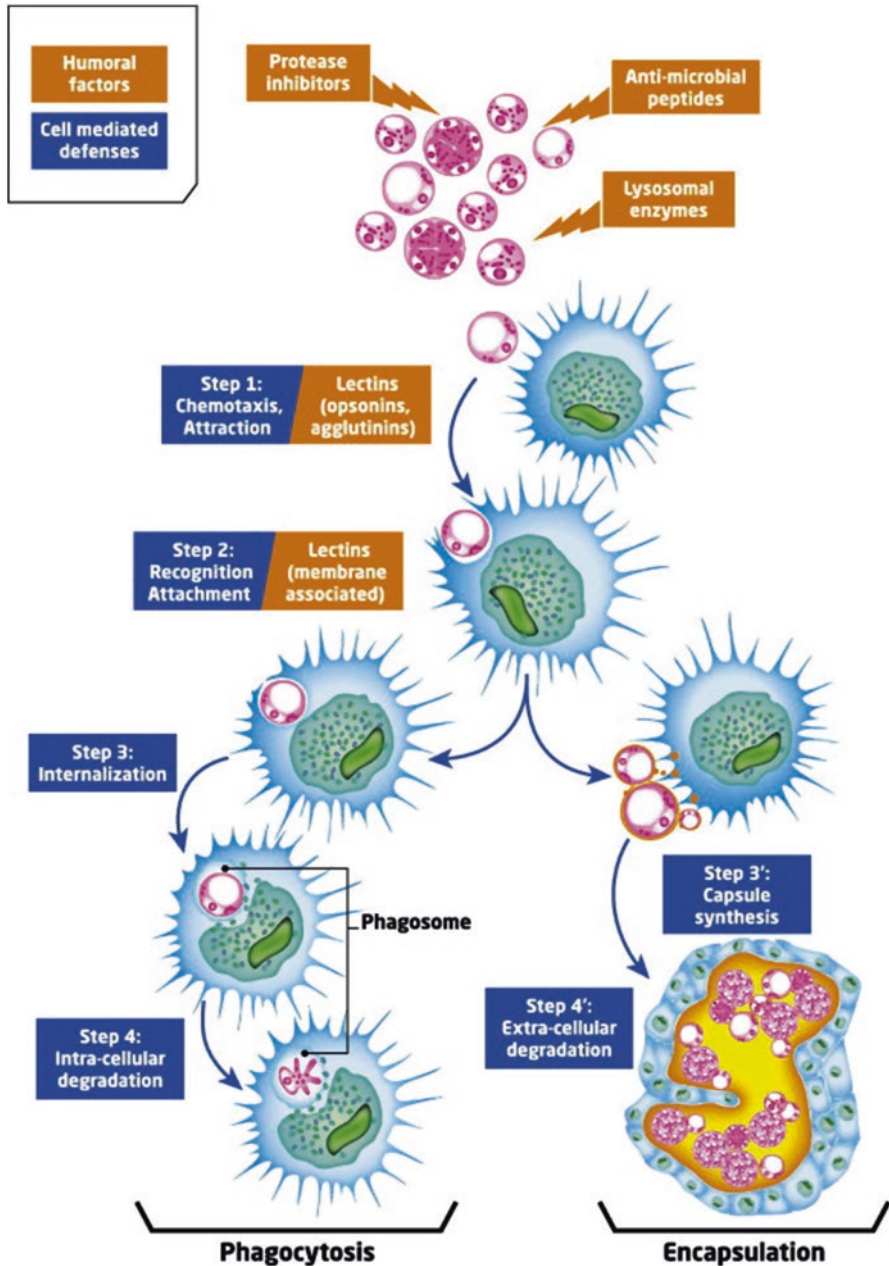 Humoral
factors
Cell mediated
defenses
Protease
inhibitors
Anti-microbial
peptides
Lysosomal
enzymes
Step 1:
Chemotaxis,
Attraction
Lectins
(opsonins,
agglutinins)
Step 2:
Recognition
Attachment
Lectins
(membrane
associated)
Step 3:
Internalization
Phagosome
Step 4:
Intra-cellular
degradation
Step 3':
Capsule
synthesis
Step 4':
Extra-cellular
degradation
Phagocytosis
Encapsulation